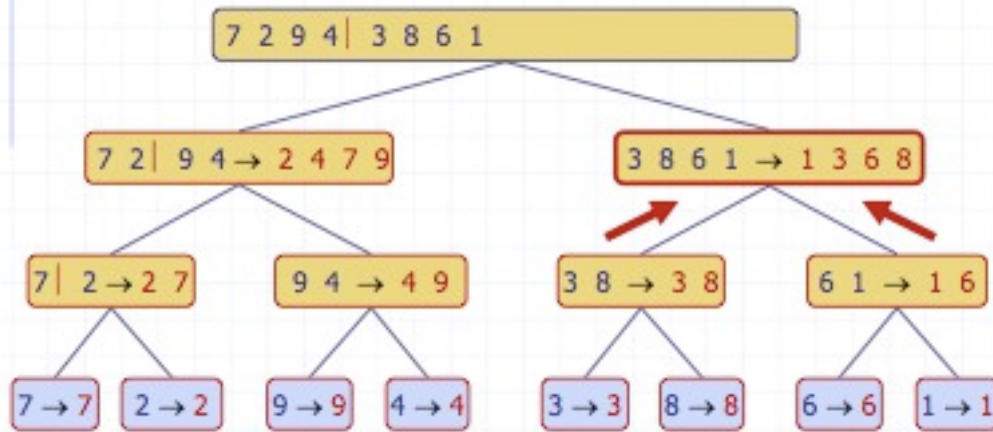 7 2 9 4| 3 8 6 1
7 2| 9 4 → 2 4 7 9
3 8 6 1 → 1 3 6 8
7| 2 → 2 7
9 4 → 4 9
3 8 → 3 8
6 1 → 1 6
7 → 7
2 → 2
9 → 9
4 → 4
3 → 3
8 → 8
6 → 6
1 → 1